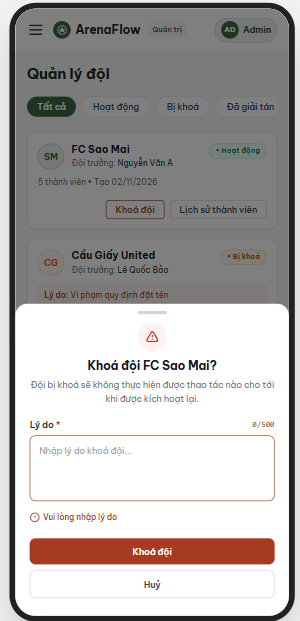 ArenaFlow Quản trị AD Admin
Quản lý đội
Tất cả Hoạt động Bị khoá Đã giải tán
SM FC Sao Mai • Hoạt động
Đội trưởng: Nguyễn Văn A
5 thành viên • Tạo 02/11/2026
Khoá đội Lịch sử thành viên
CG Cầu Giấy United • Bị khoá
Đội trưởng: Lê Quốc Bảo
Lý do: Vi phạm quy định đặt tên
Khoá đội FC Sao Mai?
Đội bị khoá sẽ không thực hiện được thao tác nào cho tới
khi được kích hoạt lại.
Lý do * 0/500
Nhập lý do khoá đội...
Vui lòng nhập lý do
Khoá đội
Huỷ